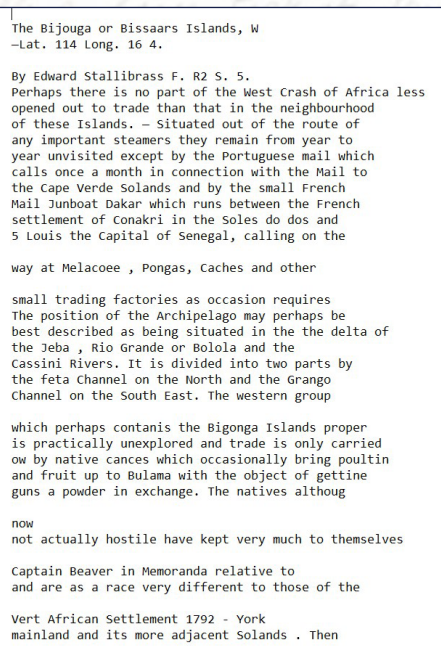 The Bijouga or Bissaars Islands, W
—Lat. 114 Long. 16 4.
By Edward Stallibrass F. R2 S. 5.
Perhaps there is no part of the West Crash of Africa less
opened out to trade than that in the neighbourhood
of these Islands. — Situated out of the route of
any important steamers they remain from year to
year unvisited except by the Portuguese mail which
calls once a month in connection with the Mail to
the Cape Verde Solands and by the small French
Mail Junboat Dakar which runs between the French
settlement of Conakri in the Soles do dos and
5 Louis the Capital of Senegal, calling on the
way at Melacoee , Pongas, Caches and other
small trading factories as occasion requires
The position of the Archipelago may perhaps be
best described as being situated in the the delta of
the Jeba , Rio Grande or Bolola and the
Cassini Rivers. It is divided into two parts by
the feta Channel on the North and the Grango
Channel on the South East. The western group
which perhaps contanis the Bigonga Islands proper
is practically unexplored and trade is only carried
ow by native cances which occasionally bring poultin
and fruit up to Bulama with the object of gettine
guns a powder in exchange. The natives althoug
now
not actually hostile have kept very much to themselves
Captain Beaver in Memoranda relative to
and are as a race very different to those of the
Vert African Settlement 1792 - York
mainland and its more adjacent Solands . Then